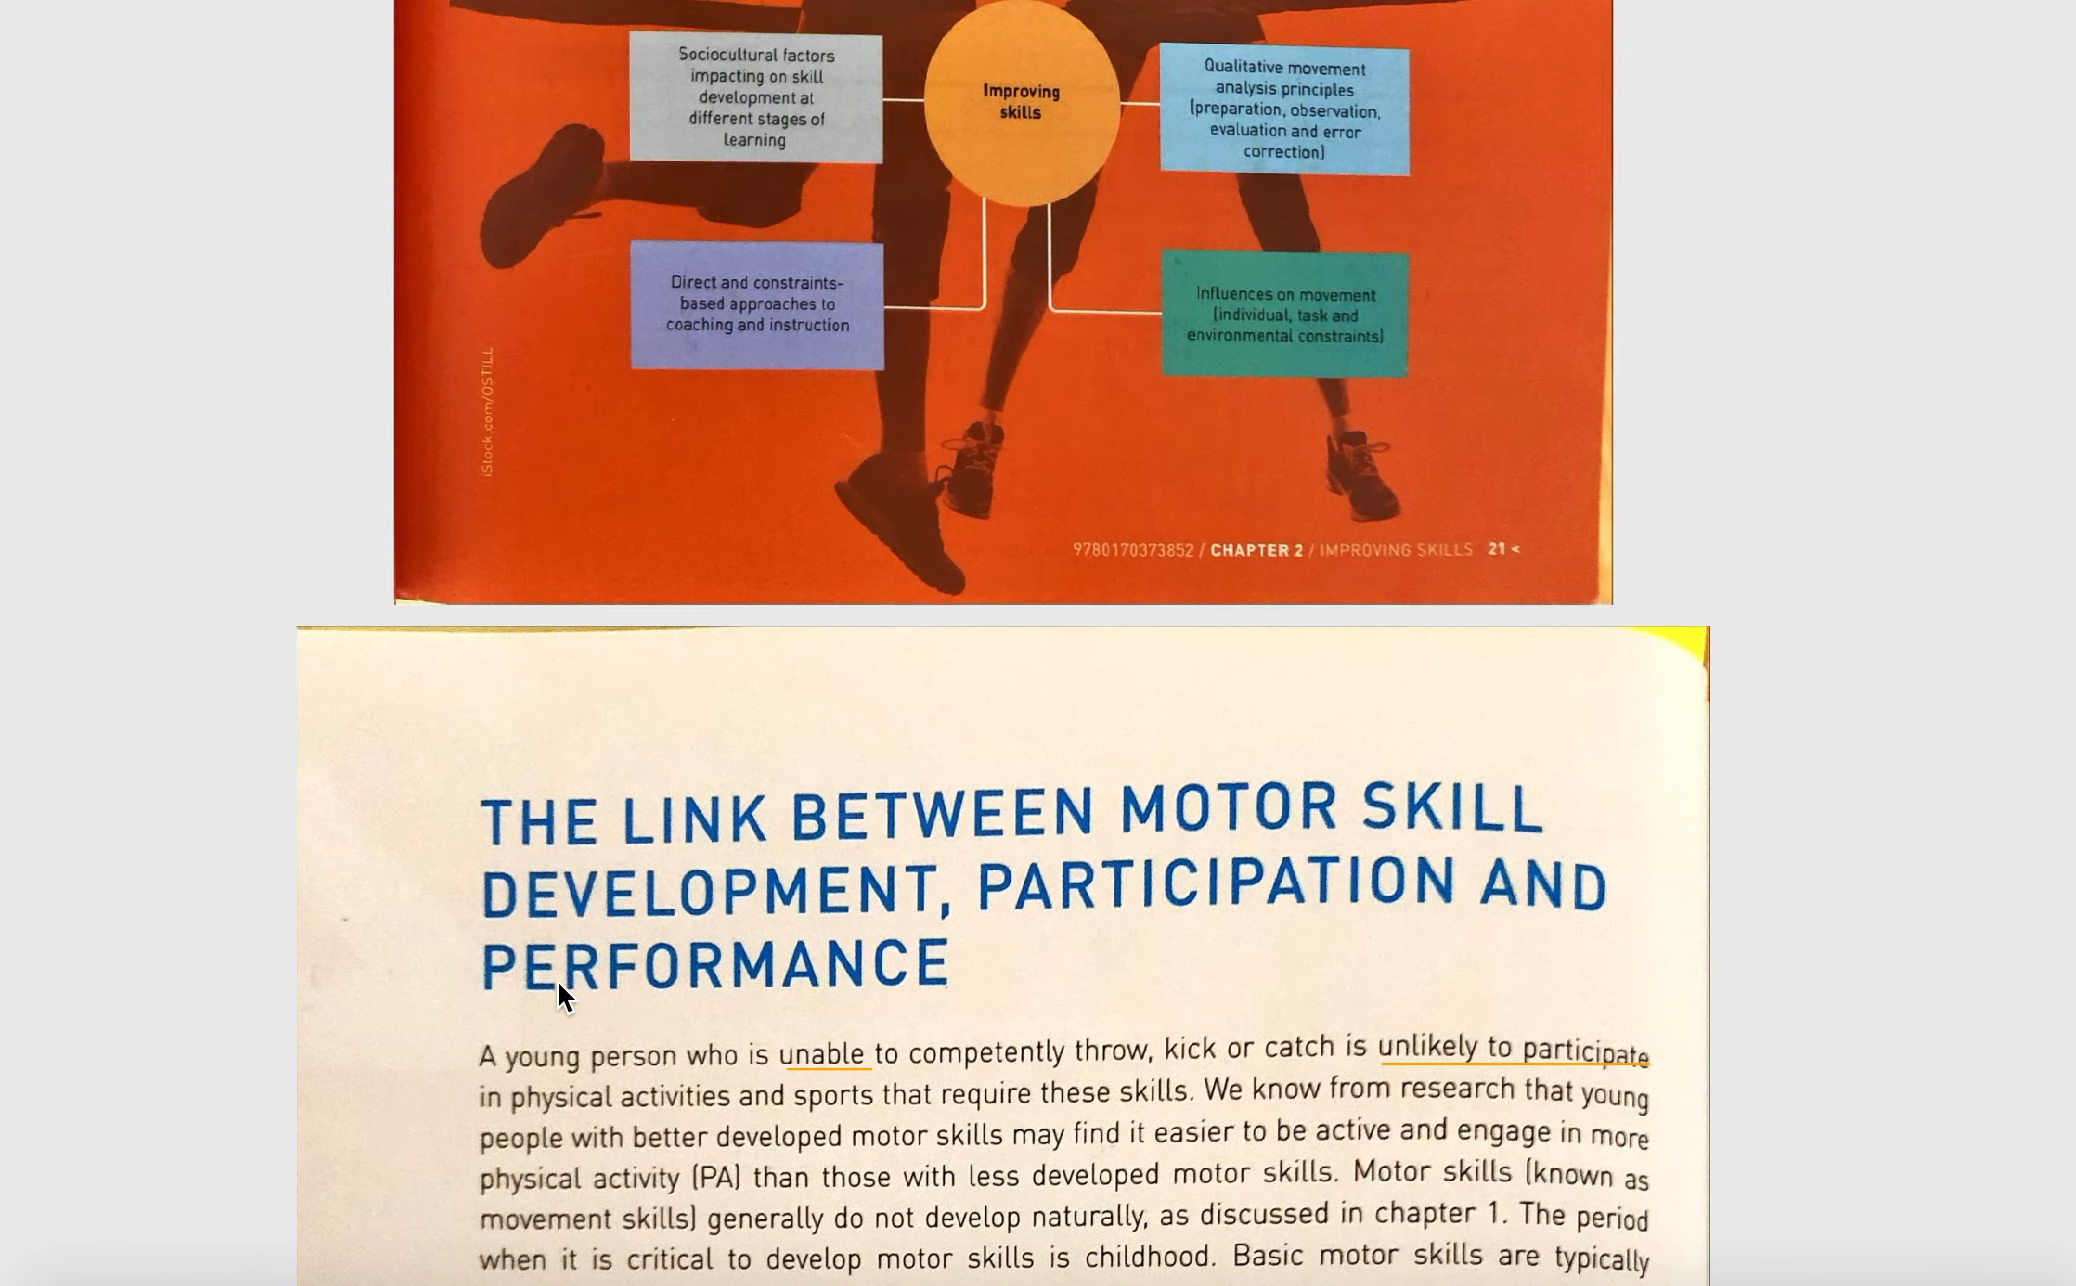 Sociocultural factors
impacting on skill
development at
different stages of
learning
Improving
skills
Qualitative movement
analysis principles
(preparation, observation,
evaluation and error
correction)
Direct and constraints-
based approaches to
coaching and instruction
Influences on movement
(individual, task and
environmental constraints)
iStock.com/OSTILL
9780170373852 / CHAPTER 2 / IMPROVING SKILLS 21 <
THE LINK BETWEEN MOTOR SKILL
DEVELOPMENT, PARTICIPATION AND
PERFORMANCE
A young person who is unable to competently throw, kick or catch is unlikely to participate
in physical activities and sports that require these skills. We know from research that young
people with better developed motor skills may find it easier to be active and engage in more
physical activity (PA) than those with less developed motor skills. Motor skills (known as
movement skills) generally do not develop naturally, as discussed in chapter 1. The period
when it is critical to develop motor skills is childhood. Basic motor skills are typically